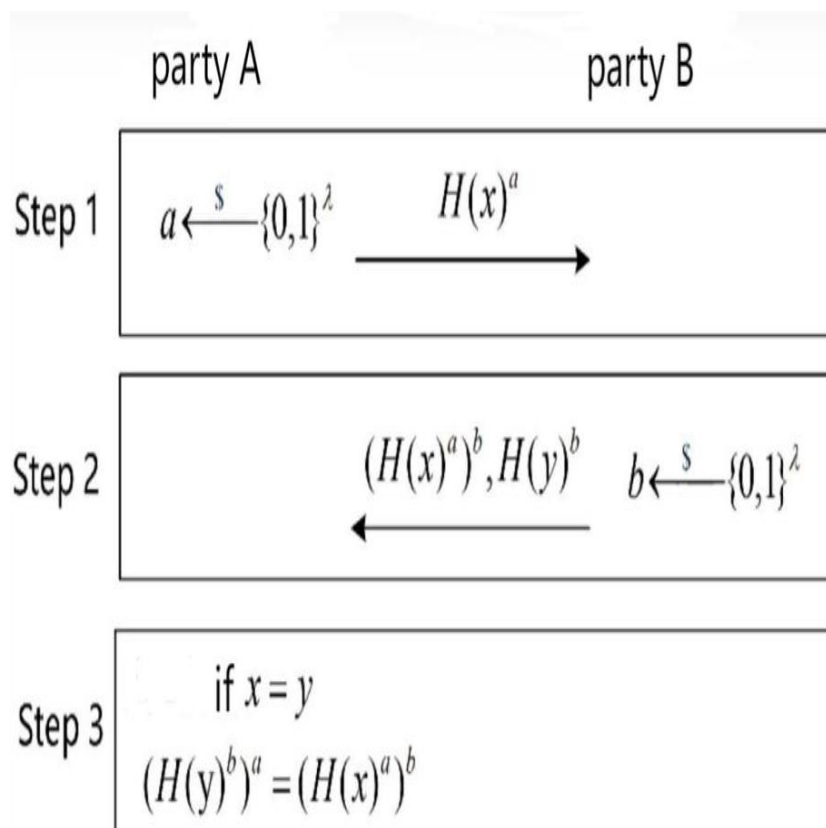 party A party B
Step 1 a ←$ {0,1}^λ H(x)^a
Step 2 (H(x)^a)^b, H(y)^b b ←$ {0,1}^λ
if x = y
Step 3
(H(y)^b)^a = (H(x)^a)^b